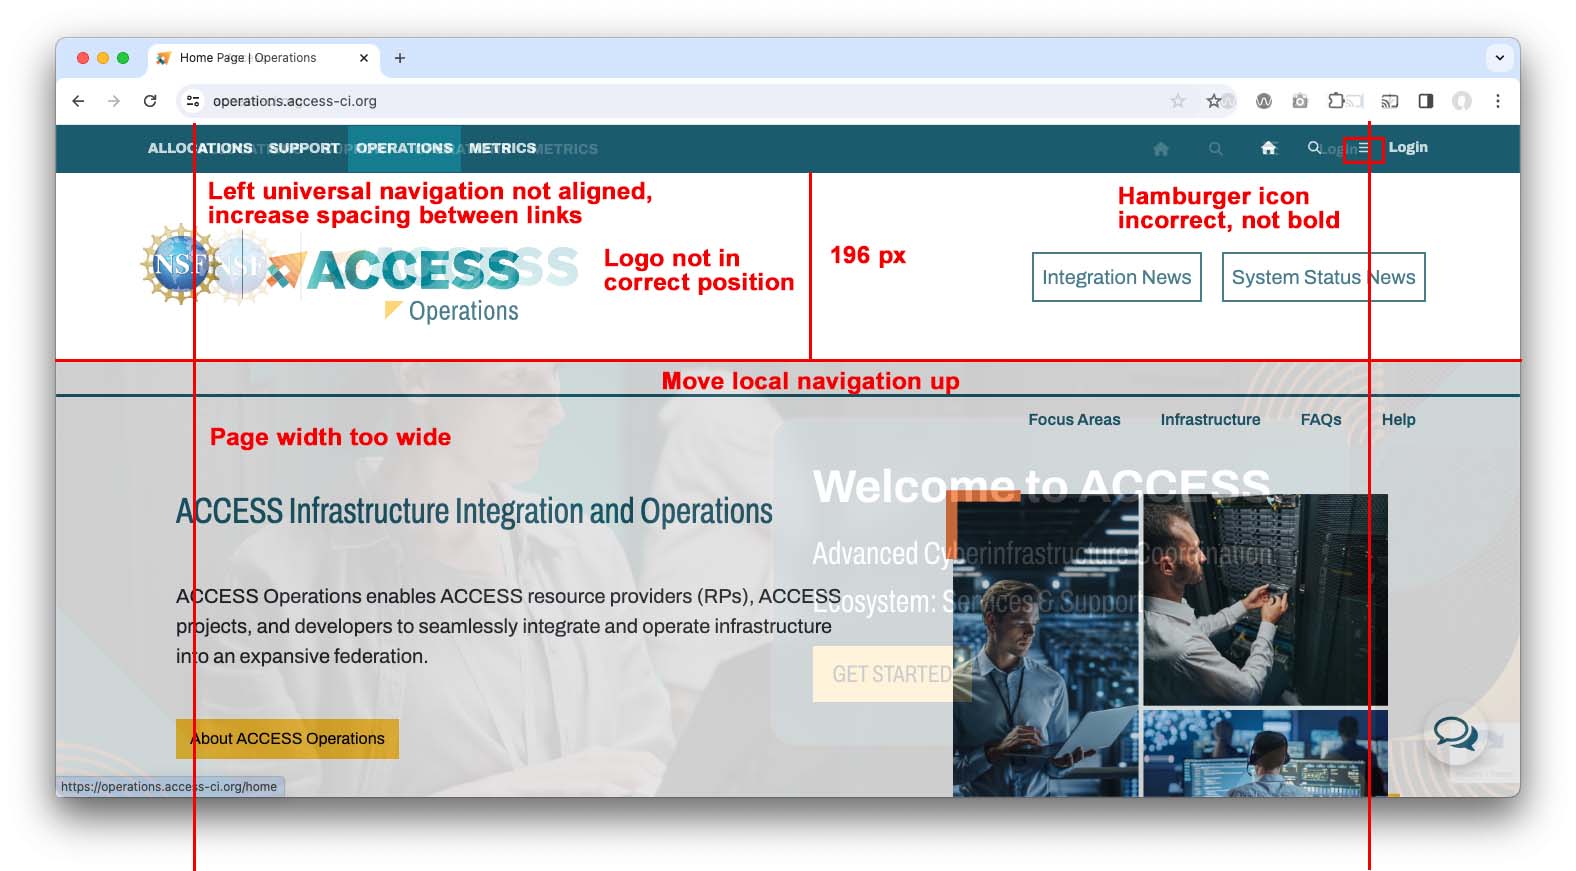 Home Page | Operations
operations.access-ci.org
ALLOCATIONS SUPPORT OPERATIONS METRICS METRICS
Login Login
Left universal navigation not aligned,
increase spacing between links
Hamburger icon
incorrect, not bold
NSF NSF ACCESS ACCESS
Logo not in
correct position
196 px
Integration News System Status News
Operations
Move local navigation up
Focus Areas Infrastructure FAQs Help
Page width too wide
Welcome to ACCESS
ACCESS Infrastructure Integration and Operations
Advanced Cyberinfrastructure Coordination
Ecosystem: Services & Support
ACCESS Operations enables ACCESS resource providers (RPs), ACCESS
projects, and developers to seamlessly integrate and operate infrastructure
into an expansive federation.
GET STARTED
About ACCESS Operations
https://operations.access-ci.org/home